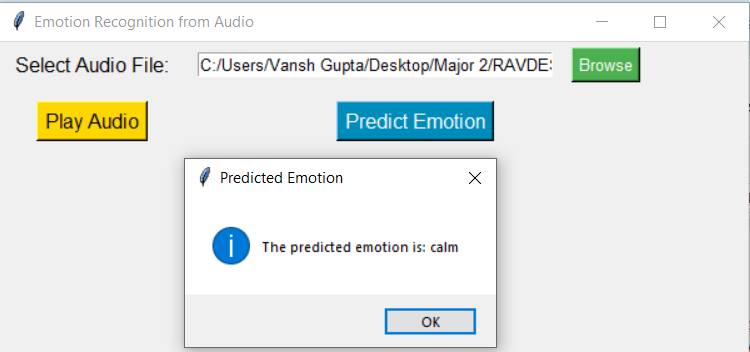 Emotion Recognition from Audio
Select Audio File: C:/Users/Vansh Gupta/Desktop/Major 2/RAVDES Browse
Play Audio Predict Emotion
Predicted Emotion
The predicted emotion is: calm
OK